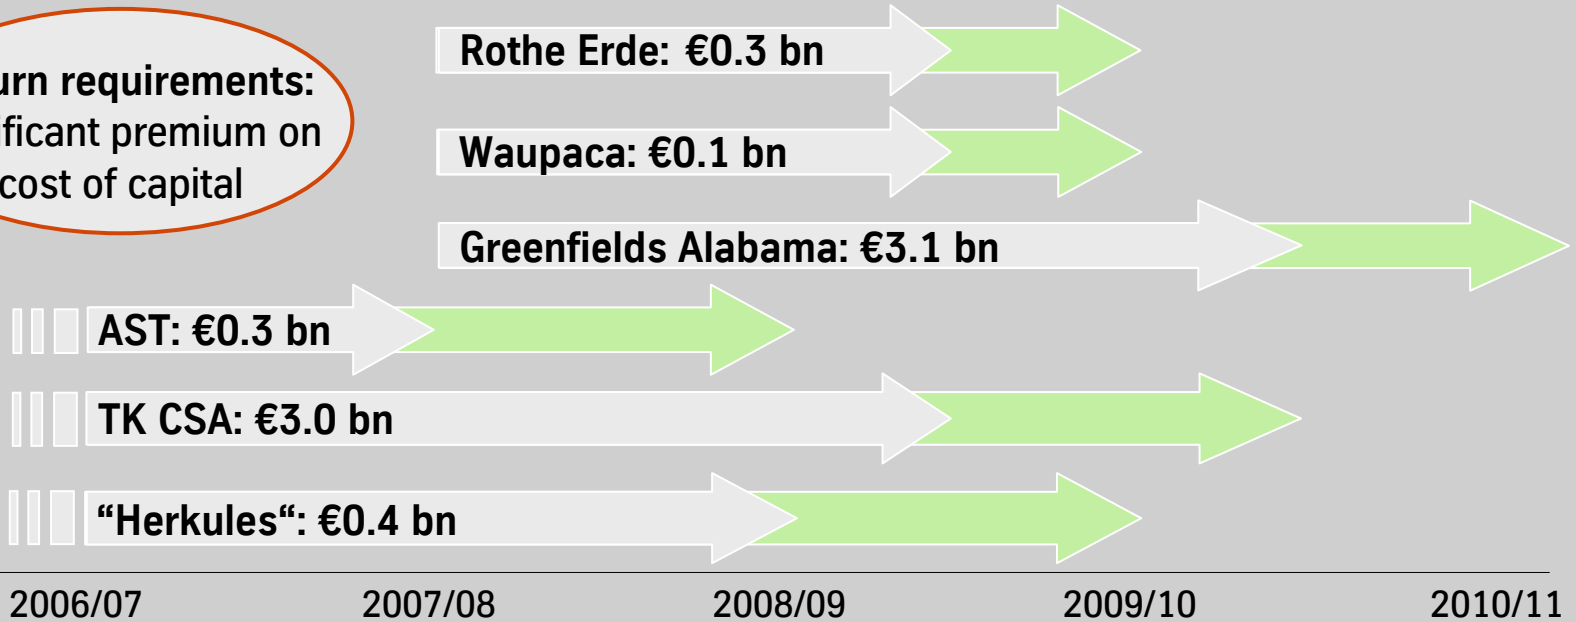 requirements:
premium on
cost of capital
Rothe Erde: €0.3 bn
Waupaca: €0.1 bn
Greenfields Alabama: €3.1 bn
AST: €0.3 bn
TK CSA: €3.0 bn
“Herkules“: €0.4 bn
2006/07 2007/08 2008/09 2009/10 2010/11